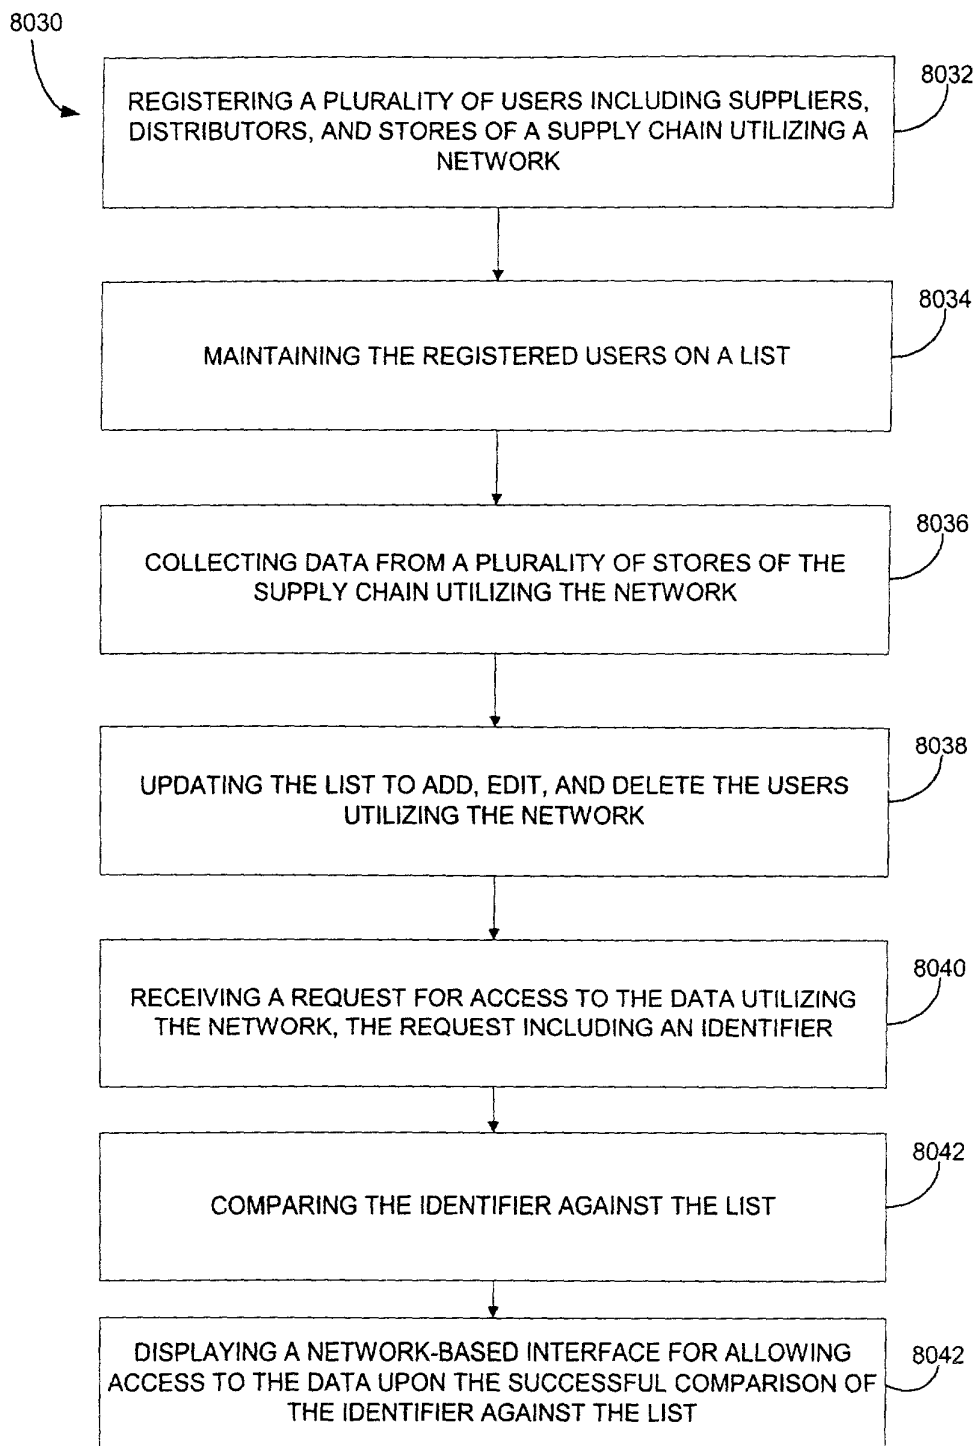 8030
8032
REGISTERING A PLURALITY OF USERS INCLUDING SUPPLIERS,
DISTRIBUTORS, AND STORES OF A SUPPLY CHAIN UTILIZING A
NETWORK
8034
MAINTAINING THE REGISTERED USERS ON A LIST
8036
COLLECTING DATA FROM A PLURALITY OF STORES OF THE
SUPPLY CHAIN UTILIZING THE NETWORK
8038
UPDATING THE LIST TO ADD, EDIT, AND DELETE THE USERS
UTILIZING THE NETWORK
8040
RECEIVING A REQUEST FOR ACCESS TO THE DATA UTILIZING
THE NETWORK, THE REQUEST INCLUDING AN IDENTIFIER
8042
COMPARING THE IDENTIFIER AGAINST THE LIST
8042
DISPLAYING A NETWORK-BASED INTERFACE FOR ALLOWING
ACCESS TO THE DATA UPON THE SUCCESSFUL COMPARISON OF
THE IDENTIFIER AGAINST THE LIST